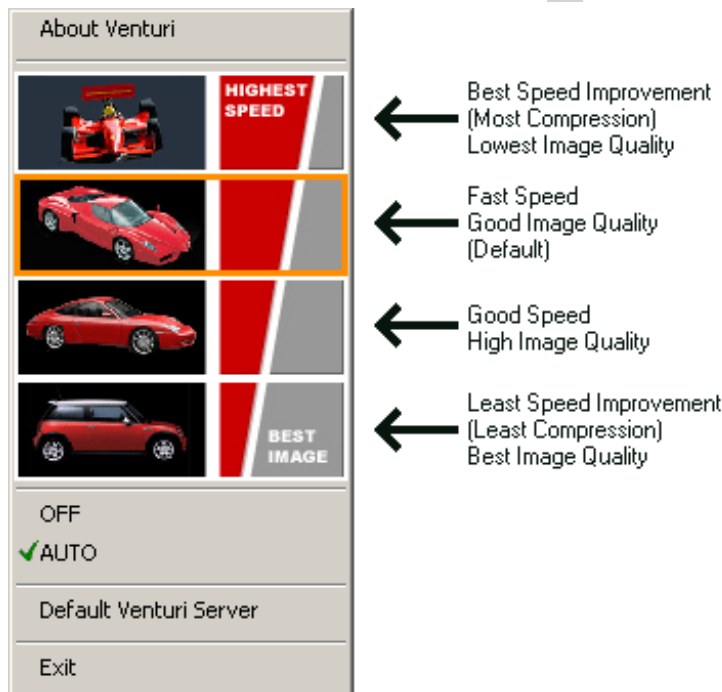 About Venturi
HIGHEST
SPEED
Best Speed Improvement
(Most Compression)
Lowest Image Quality
Fast Speed
Good Image Quality
(Default)
Good Speed
High Image Quality
BEST
IMAGE
Least Speed Improvement
(Least Compression)
Best Image Quality
OFF
AUTO
Default Venturi Server
Exit